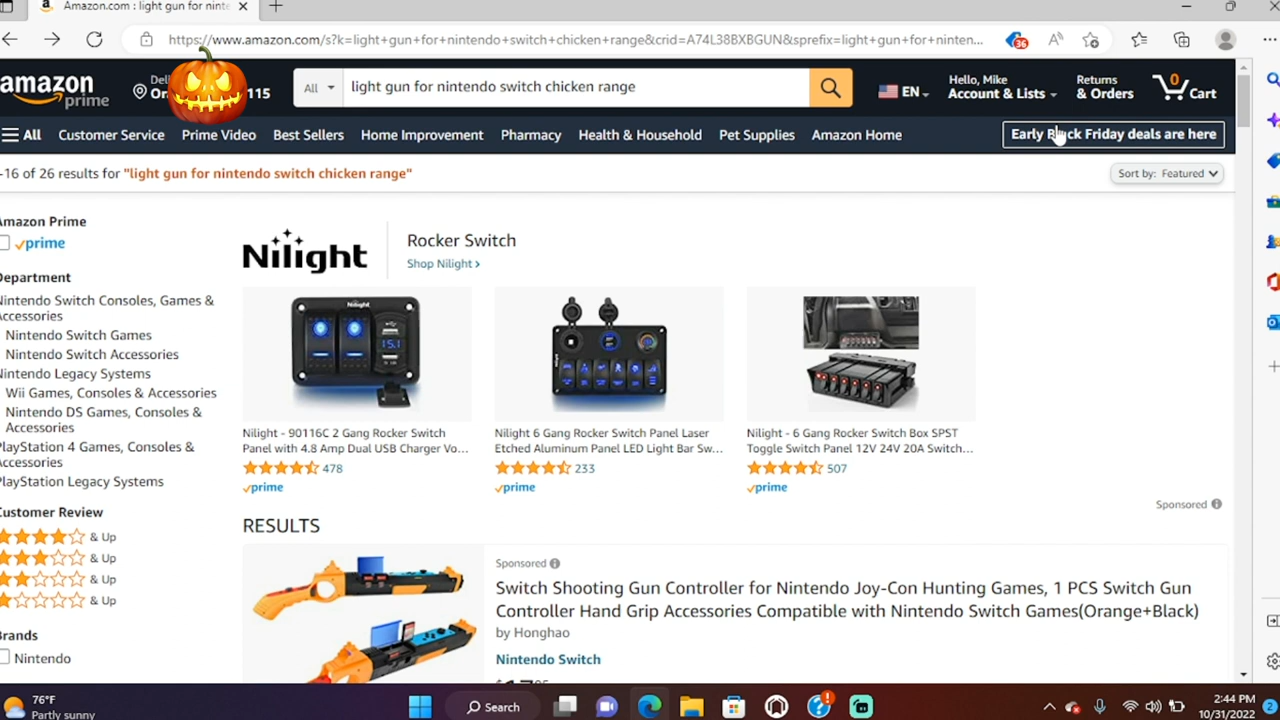 Amazon.com : light gun for ninte
https://www.amazon.com/s?k=light+gun+for+nintendo+switch+chicken+range&crid=A74L38BXBGUN&sprefix=light+gun+for+ninten...
36
amazon
prime
Del
Or 115
All
light gun for nintendo switch chicken range
EN
Hello, Mike
Account & Lists
Returns
& Orders
0
Cart
All
Customer Service
Prime Video
Best Sellers
Home Improvement
Pharmacy
Health & Household
Pet Supplies
Amazon Home
Early Black Friday deals are here
-16 of 26 results for "light gun for nintendo switch chicken range"
Sort by: Featured
Amazon Prime
prime
Department
Nintendo Switch Consoles, Games &
Accessories
Nintendo Switch Games
Nintendo Switch Accessories
Nintendo Legacy Systems
Wii Games, Consoles & Accessories
Nintendo DS Games, Consoles &
Accessories
PlayStation 4 Games, Consoles &
Accessories
PlayStation Legacy Systems
Customer Review
& Up
& Up
& Up
& Up
Brands
Nintendo
Nilight
Rocker Switch
Shop Nilight ›
Nilight
15.1
Nilight - 90116C 2 Gang Rocker Switch
Panel with 4.8 Amp Dual USB Charger Vo...
478
prime
Nilight 6 Gang Rocker Switch Panel Laser
Etched Aluminum Panel LED Light Bar Sw...
233
prime
Nilight - 6 Gang Rocker Switch Box SPST
Toggle Switch Panel 12V 24V 20A Switch...
507
prime
Sponsored
RESULTS
Sponsored
Switch Shooting Gun Controller for Nintendo Joy-Con Hunting Games, 1 PCS Switch Gun
Controller Hand Grip Accessories Compatible with Nintendo Switch Games(Orange+Black)
by Honghao
Nintendo Switch
76°F
Partly sunny
Search
2:44 PM
10/31/2022
2